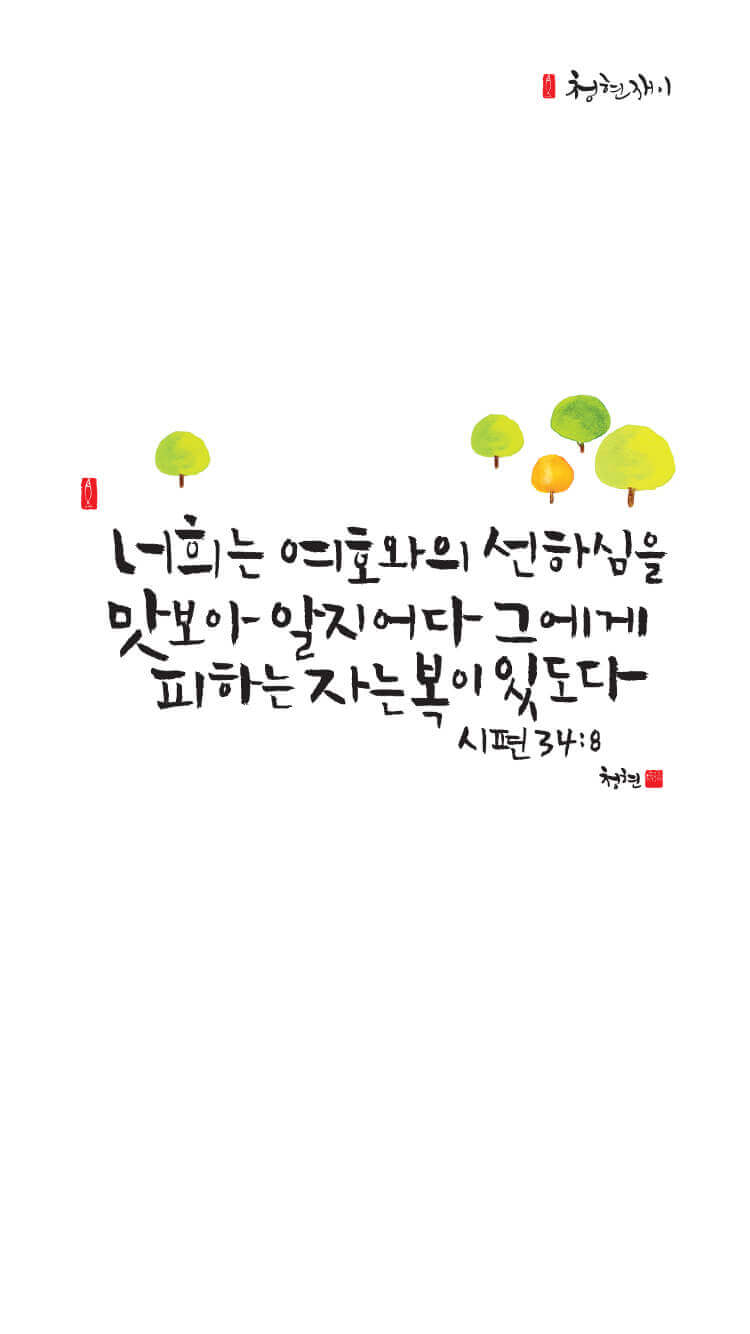 청현재이
너희는 여호와의 선하심을
맛보아 알지어다 그에게
피하는 자는 복이 있도다
시편 34:8
청현